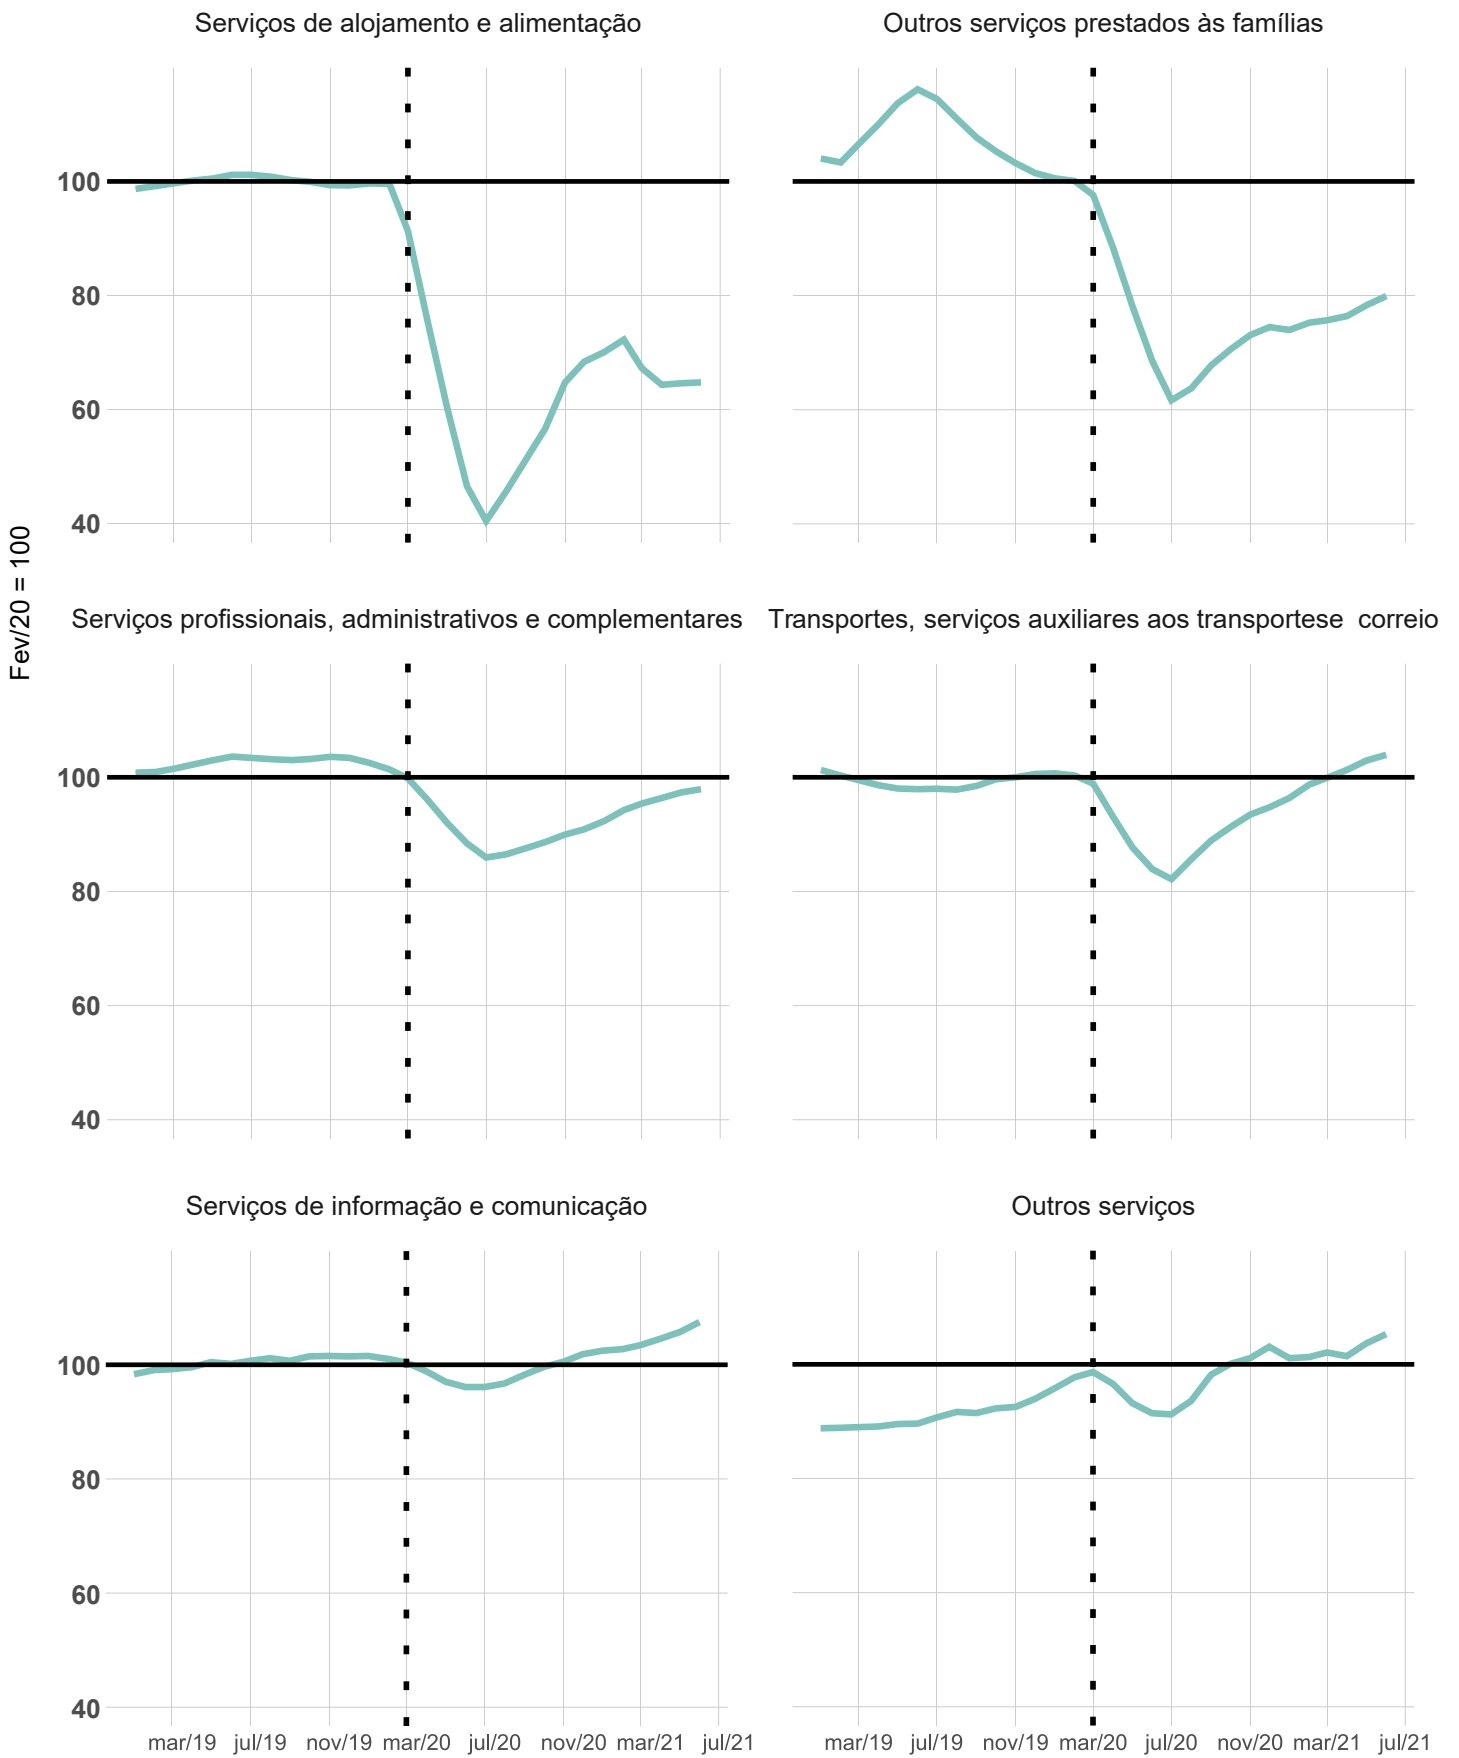 Serviços de alojamento e alimentação
Outros serviços prestados às famílias
100
80
60
40
Fev/20 = 100
Serviços profissionais, administrativos e complementares
Transportes, serviços auxiliares aos transportese  correio
100
80
60
40
Serviços de informação e comunicação
Outros serviços
100
80
60
40
mar/19 jul/19 nov/19 mar/20 jul/20 nov/20 mar/21 jul/21
mar/19 jul/19 nov/19 mar/20 jul/20 nov/20 mar/21 jul/21